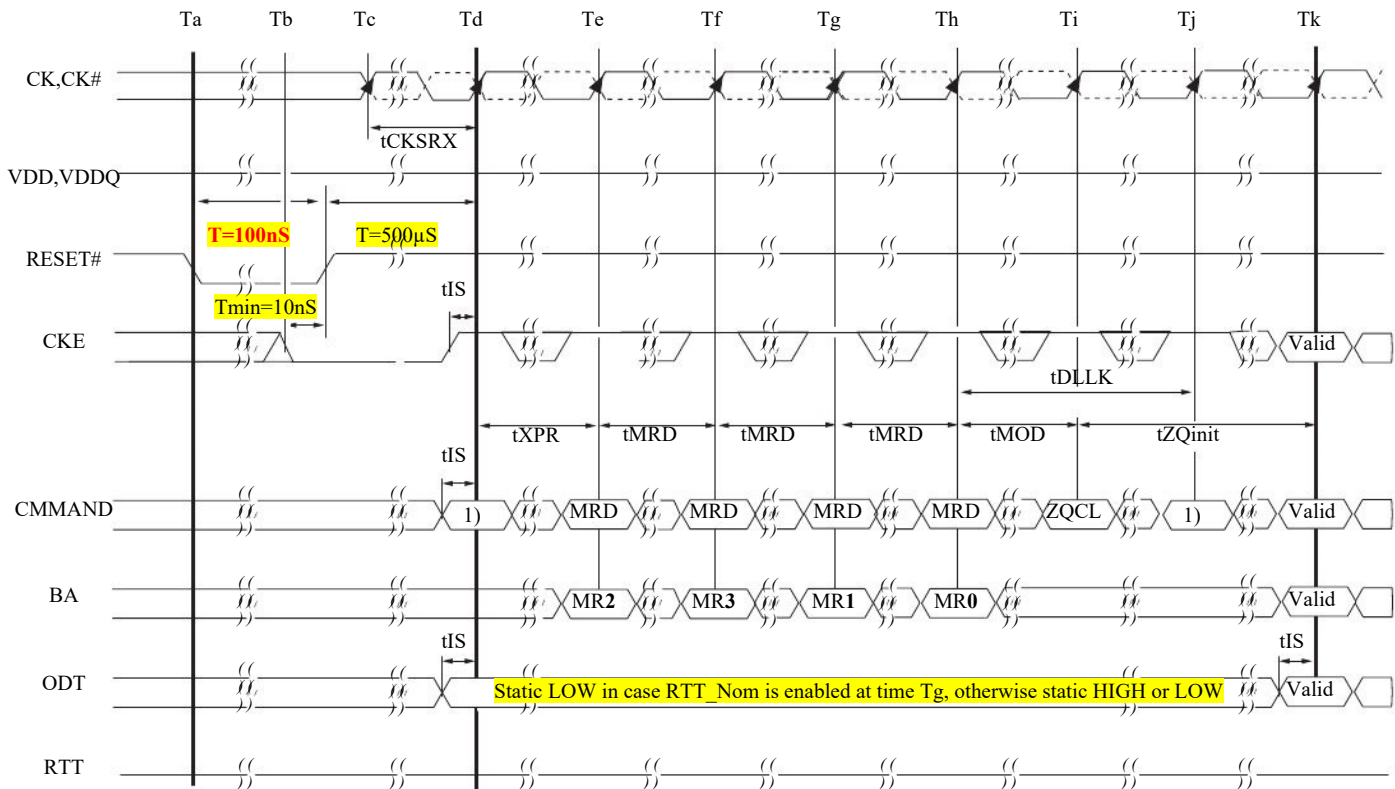 Ta Tb Tc Td Te Tf Tg Th Ti Tj Tk
CK,CK#
tCKSRX
VDD,VDDQ
T=100nS T=500µS
RESET#
Tmin=10nS tIS
CKE Valid
tDLLK
tXPR tMRD tMRD tMRD tMOD tZQinit
tIS
CMMAND 1) MRD MRD MRD MRD ZQCL 1) Valid
BA MR2 MR3 MR1 MR0 Valid
tIS tIS
ODT Static LOW in case RTT_Nom is enabled at time Tg, otherwise static HIGH or LOW Valid
RTT